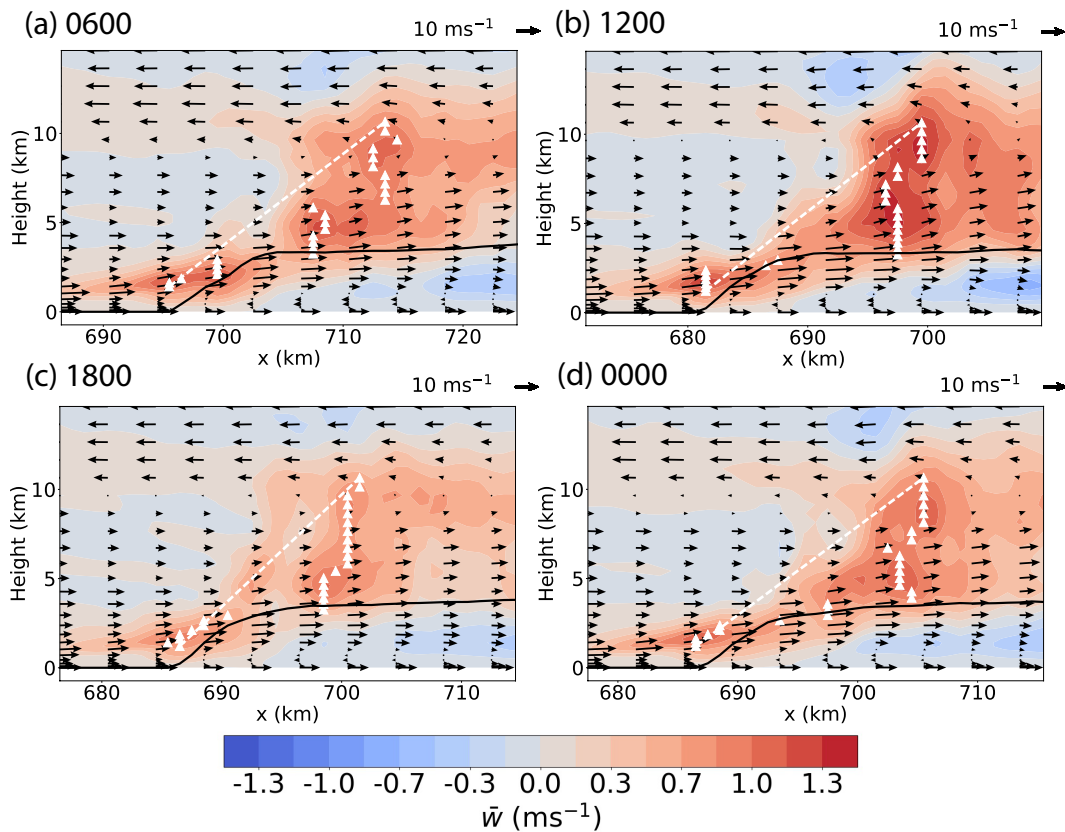 (a) 0600
10 ms⁻¹
(b) 1200
10 ms⁻¹
Height (km)
10
5
0
690 700 710 720
x (km)
Height (km)
10
5
0
680 690 700
x (km)
(c) 1800
10 ms⁻¹
(d) 0000
10 ms⁻¹
Height (km)
10
5
0
680 690 700 710
x (km)
Height (km)
10
5
0
680 690 700 710
x (km)
-1.3 -1.0 -0.7 -0.3 0.0 0.3 0.7 1.0 1.3
w̄ (ms⁻¹)